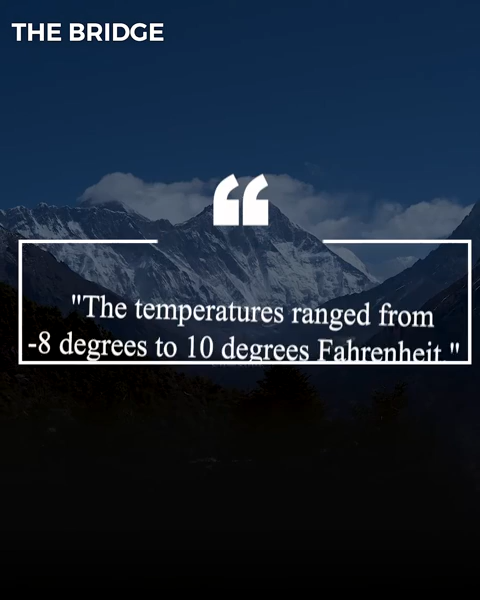 THE BRIDGE
"The temperatures ranged from
-8 degrees to 10 degrees Fahrenheit."